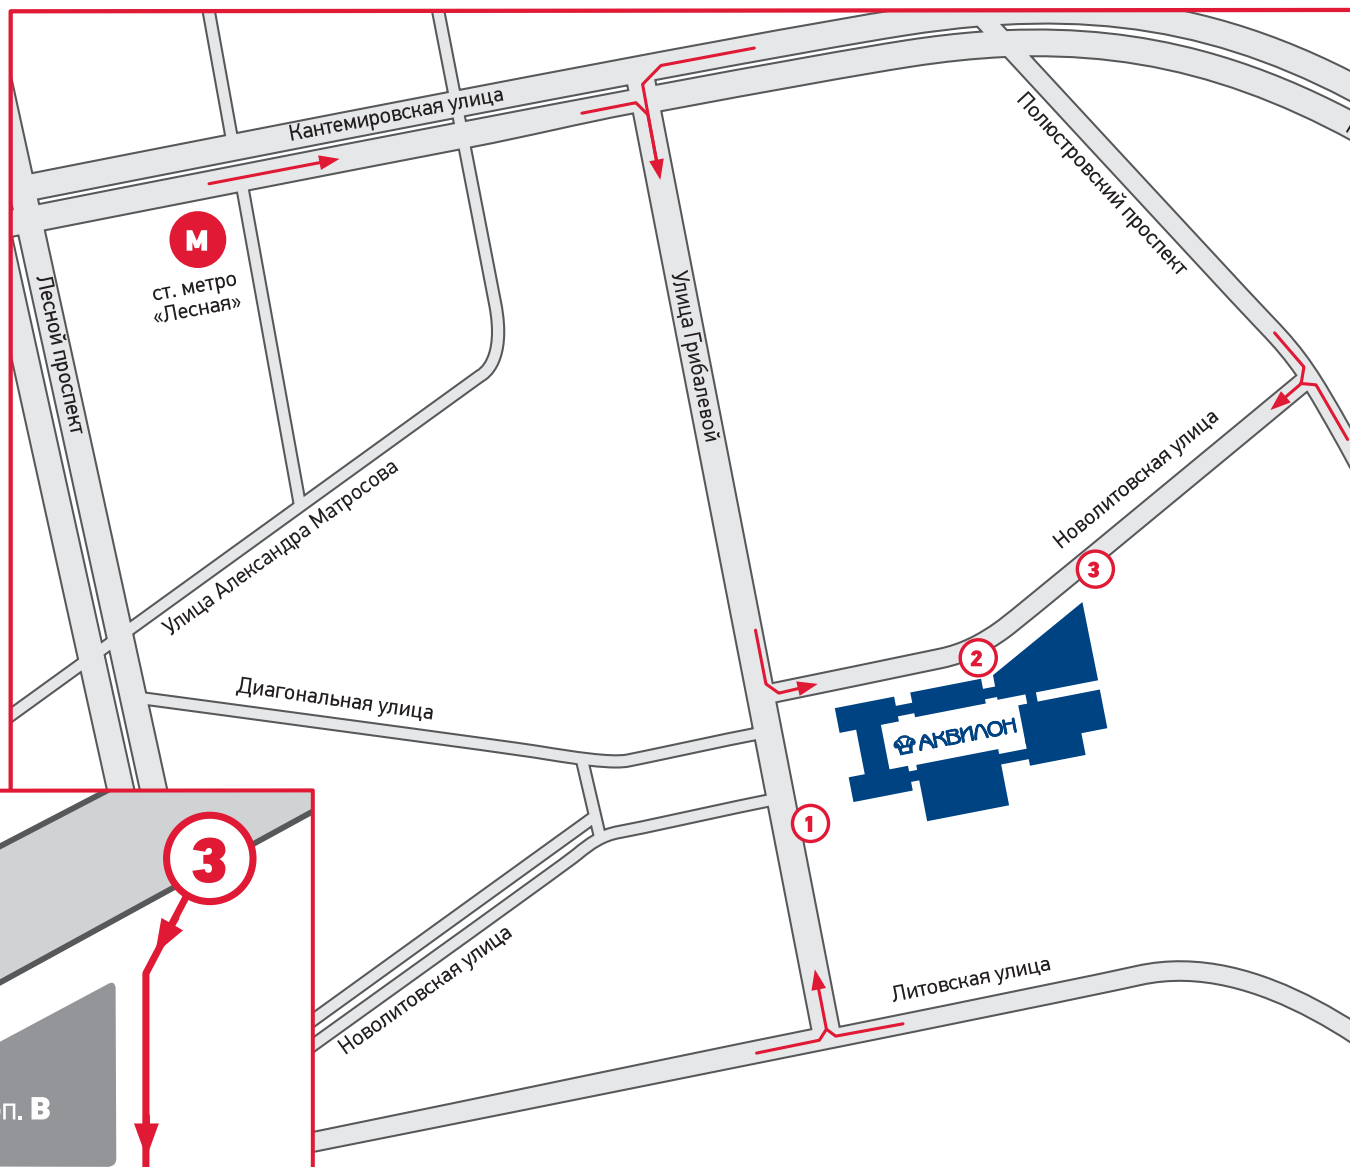 Кантемировская улица
Полюстровский проспект
М
ст. метро
«Лесная»
Лесной проспект
Улица Грибалевой
Новолитовская улица
Улица Александра Матросова
3
2
Диагональная улица
АКВИЛОН
1
3
Новолитовская улица
Литовская улица
п. В